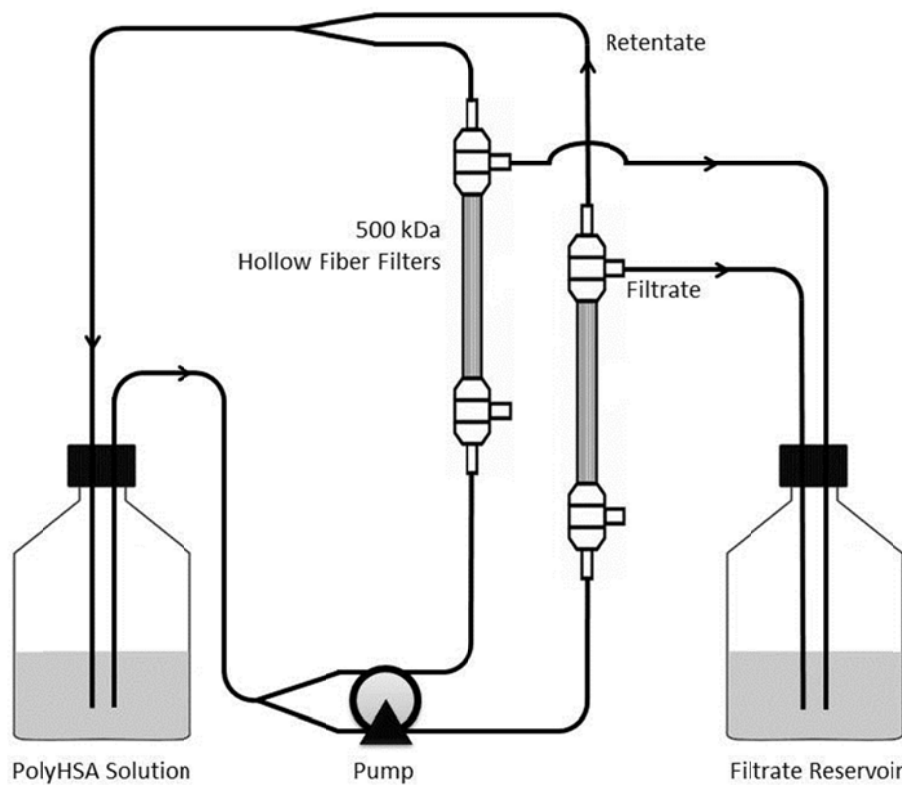 Retentate
500 kDa
Hollow Fiber Filters
Filtrate
PolyHSA Solution
Pump
Filtrate Reservoir